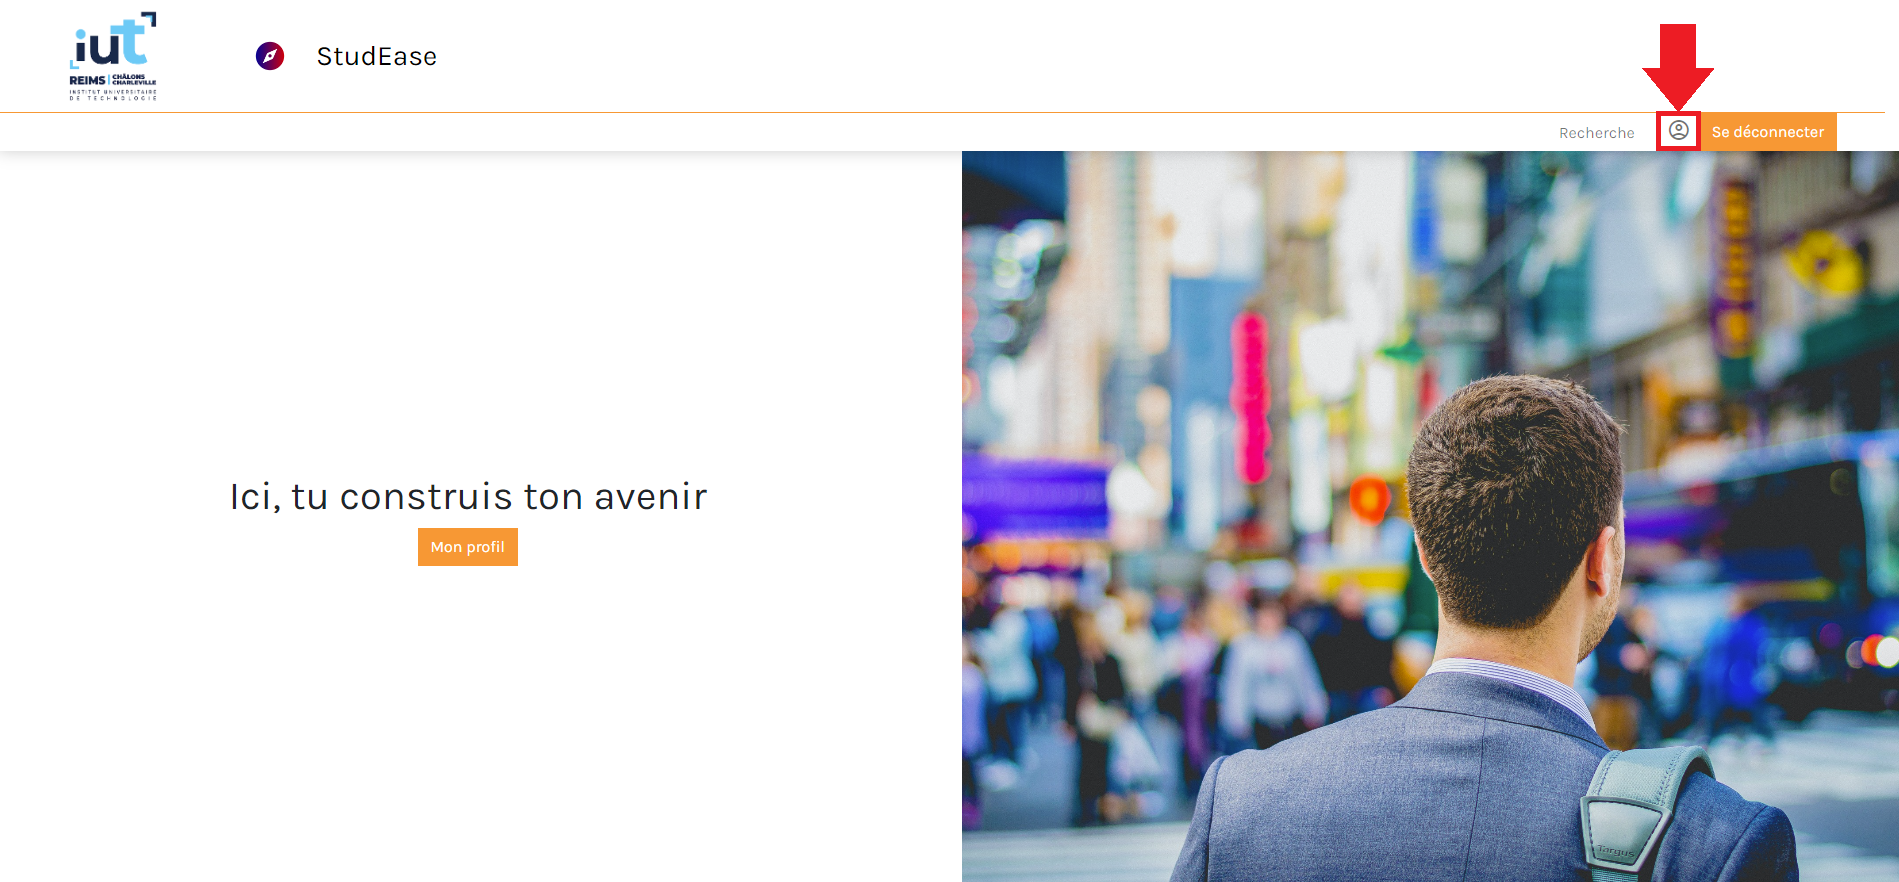 iut
REIMS | CHÂLONS
CHARLEVILLE
INSTITUT UNIVERSITAIRE
DE TECHNOLOGIE
StudEase
Recherche
Se déconnecter
Ici, tu construis ton avenir
Mon profil
Targus